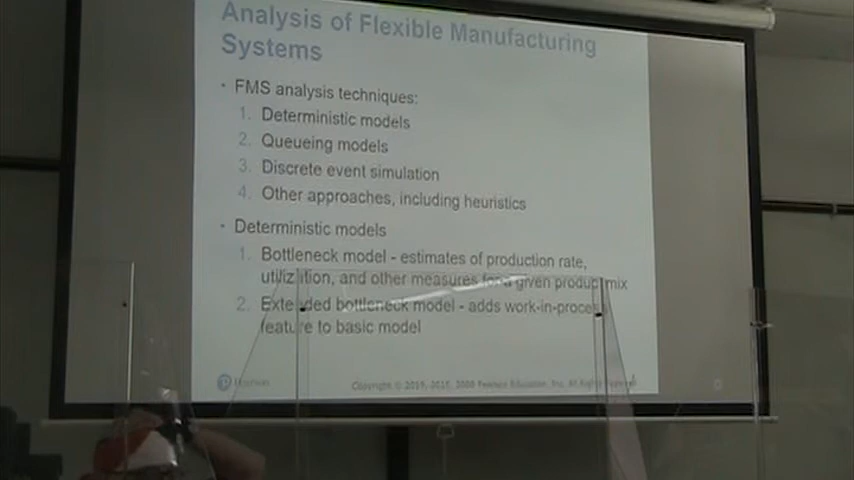 Analysis of Flexible Manufacturing
Systems
• FMS analysis techniques:
1. Deterministic models
2. Queueing models
3. Discrete event simulation
4. Other approaches, including heuristics
• Deterministic models
1. Bottleneck model - estimates of production rate,
utilization, and other measures for a given product mix
2. Extended bottleneck model - adds work-in-process
feature to basic model
Pearson
Copyright © 2019, 2015, 2008 Pearson Education, Inc. All Rights Reserved